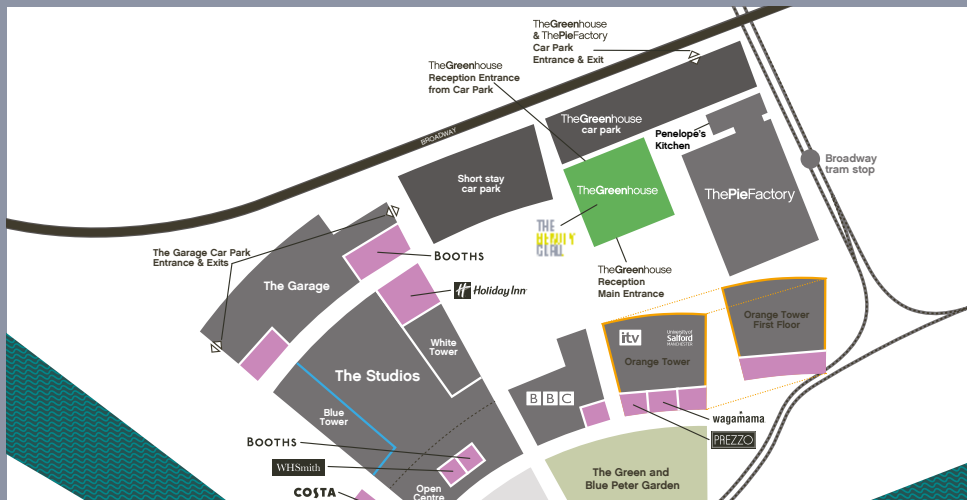 TheGreenhouse
& ThePieFactory
Car Park
Entrance & Exit
TheGreenhouse
Reception Entrance
from Car Park
BROADWAY
TheGreenhouse
car park
Penelope's
Kitchen
Broadway
tram stop
Short stay
car park
TheGreenhouse
ThePieFactory
THE
The Garage Car Park
Entrance & Exits
BOOTHS
TheGreenhouse
Reception
Main Entrance
The Garage
H Holiday Inn
Orange Tower
First Floor
itv
University of
Salford
MANCHESTER
White
Tower
Orange Tower
The Studios
BBC
Blue
Tower
wagamama
PREZZO
BOOTHS
WHSmith
The Green and
Blue Peter Garden
COSTA
Open
Centre